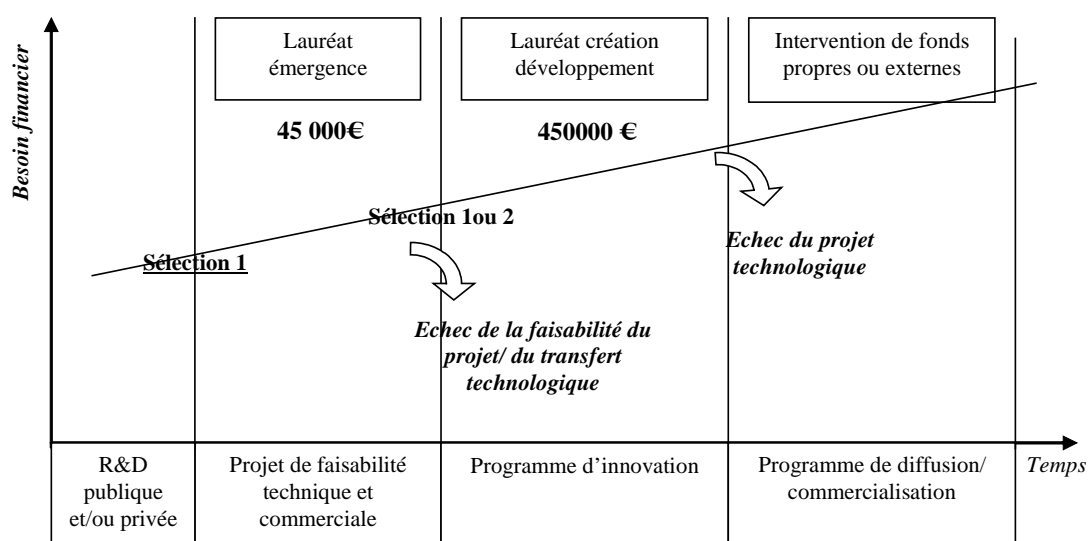 Besoin financier
Lauréat
émergence
Lauréat création
développement
Intervention de fonds
propres ou externes
45 000€
450000 €
Sélection 1
Sélection 1ou 2
Echec du projet
technologique
Echec de la faisabilité du
projet/ du transfert
technologique
R&D
publique
et/ou privée
Projet de faisabilité
technique et
commerciale
Programme d’innovation
Programme de diffusion/
commercialisation
Temps